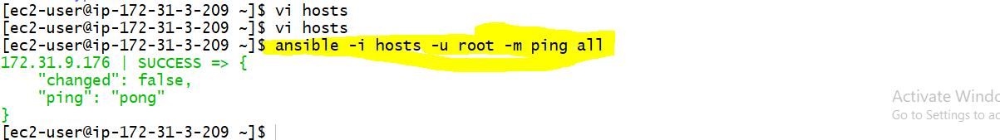 [ec2-user@ip-172-31-3-209 ~]$ vi hosts
[ec2-user@ip-172-31-3-209 ~]$ vi hosts
[ec2-user@ip-172-31-3-209 ~]$ ansible -i hosts -u root -m ping all
172.31.9.176 | SUCCESS => {
    "changed": false,
    "ping": "pong"
}
[ec2-user@ip-172-31-3-209 ~]$
Activate Windo
Go to Settings to ac